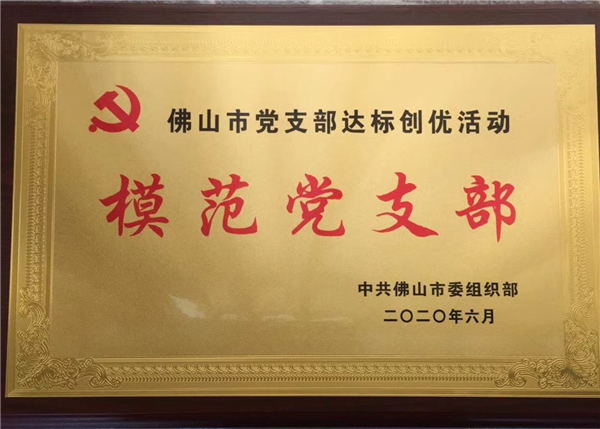 佛山市党支部达标创优活动
模范党支部
中共佛山市委组织部
二〇二〇年六月